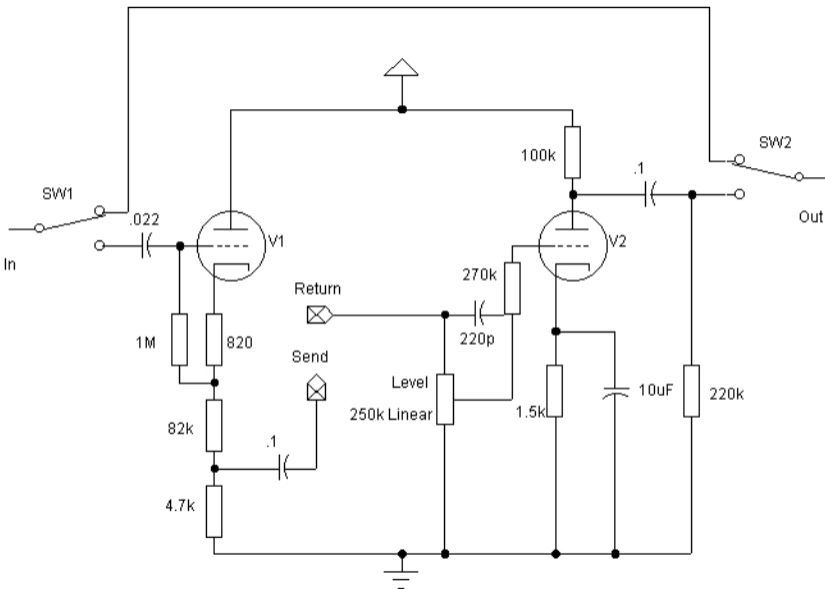 SW2
100k
.1
SW1
.022
V1
V2
Out
In
270k
Return
220p
1M
820
Send
Level
250k Linear
1.5k
10uF
220k
82k
.1
4.7k